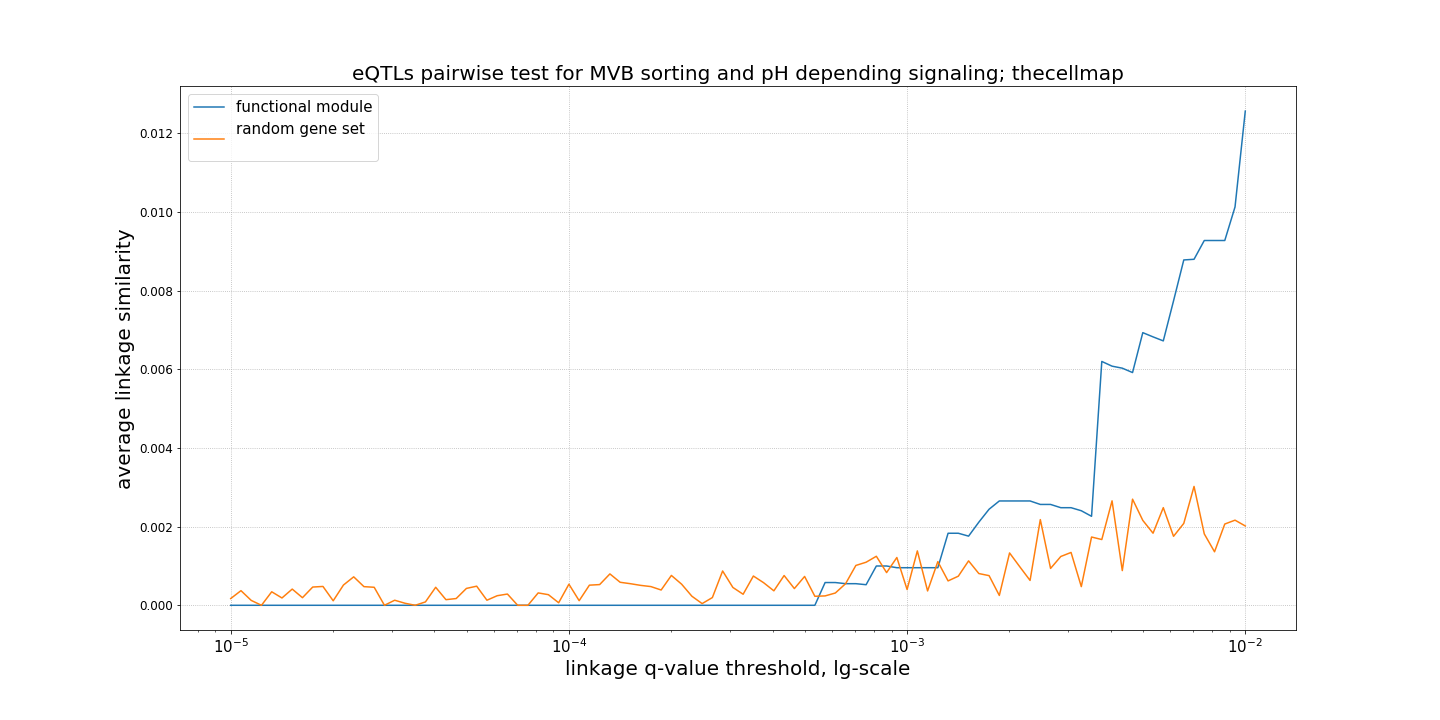 eQTLs pairwise test for MVB sorting and pH depending signaling; thecellmap
functional module
random gene set
average linkage similarity
0.012
0.010
0.008
0.006
0.004
0.002
0.000
10⁻⁵ 10⁻⁴ 10⁻³ 10⁻²
linkage q-value threshold, lg-scale